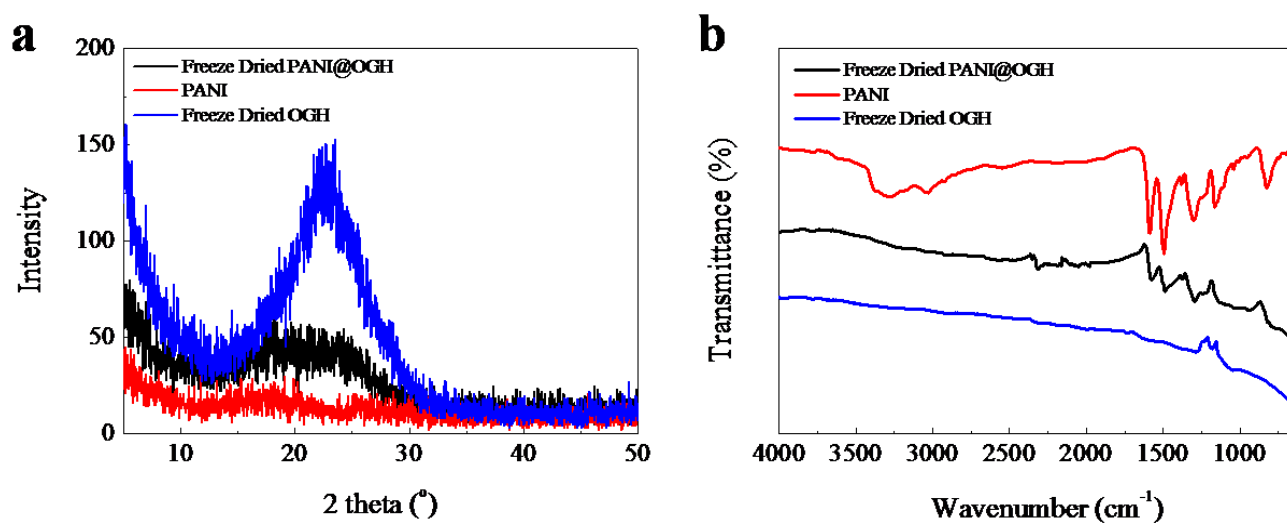 a
200
150
100
50
0
Intensity
Freeze Dried PANI@OGH
PANI
Freeze Dried OGH
10 20 30 40 50
2 theta (°)
b
Transmittance (%)
Freeze Dried PANI@OGH
PANI
Freeze Dried OGH
4000 3500 3000 2500 2000 1500 1000
Wavenumber (cm⁻¹)